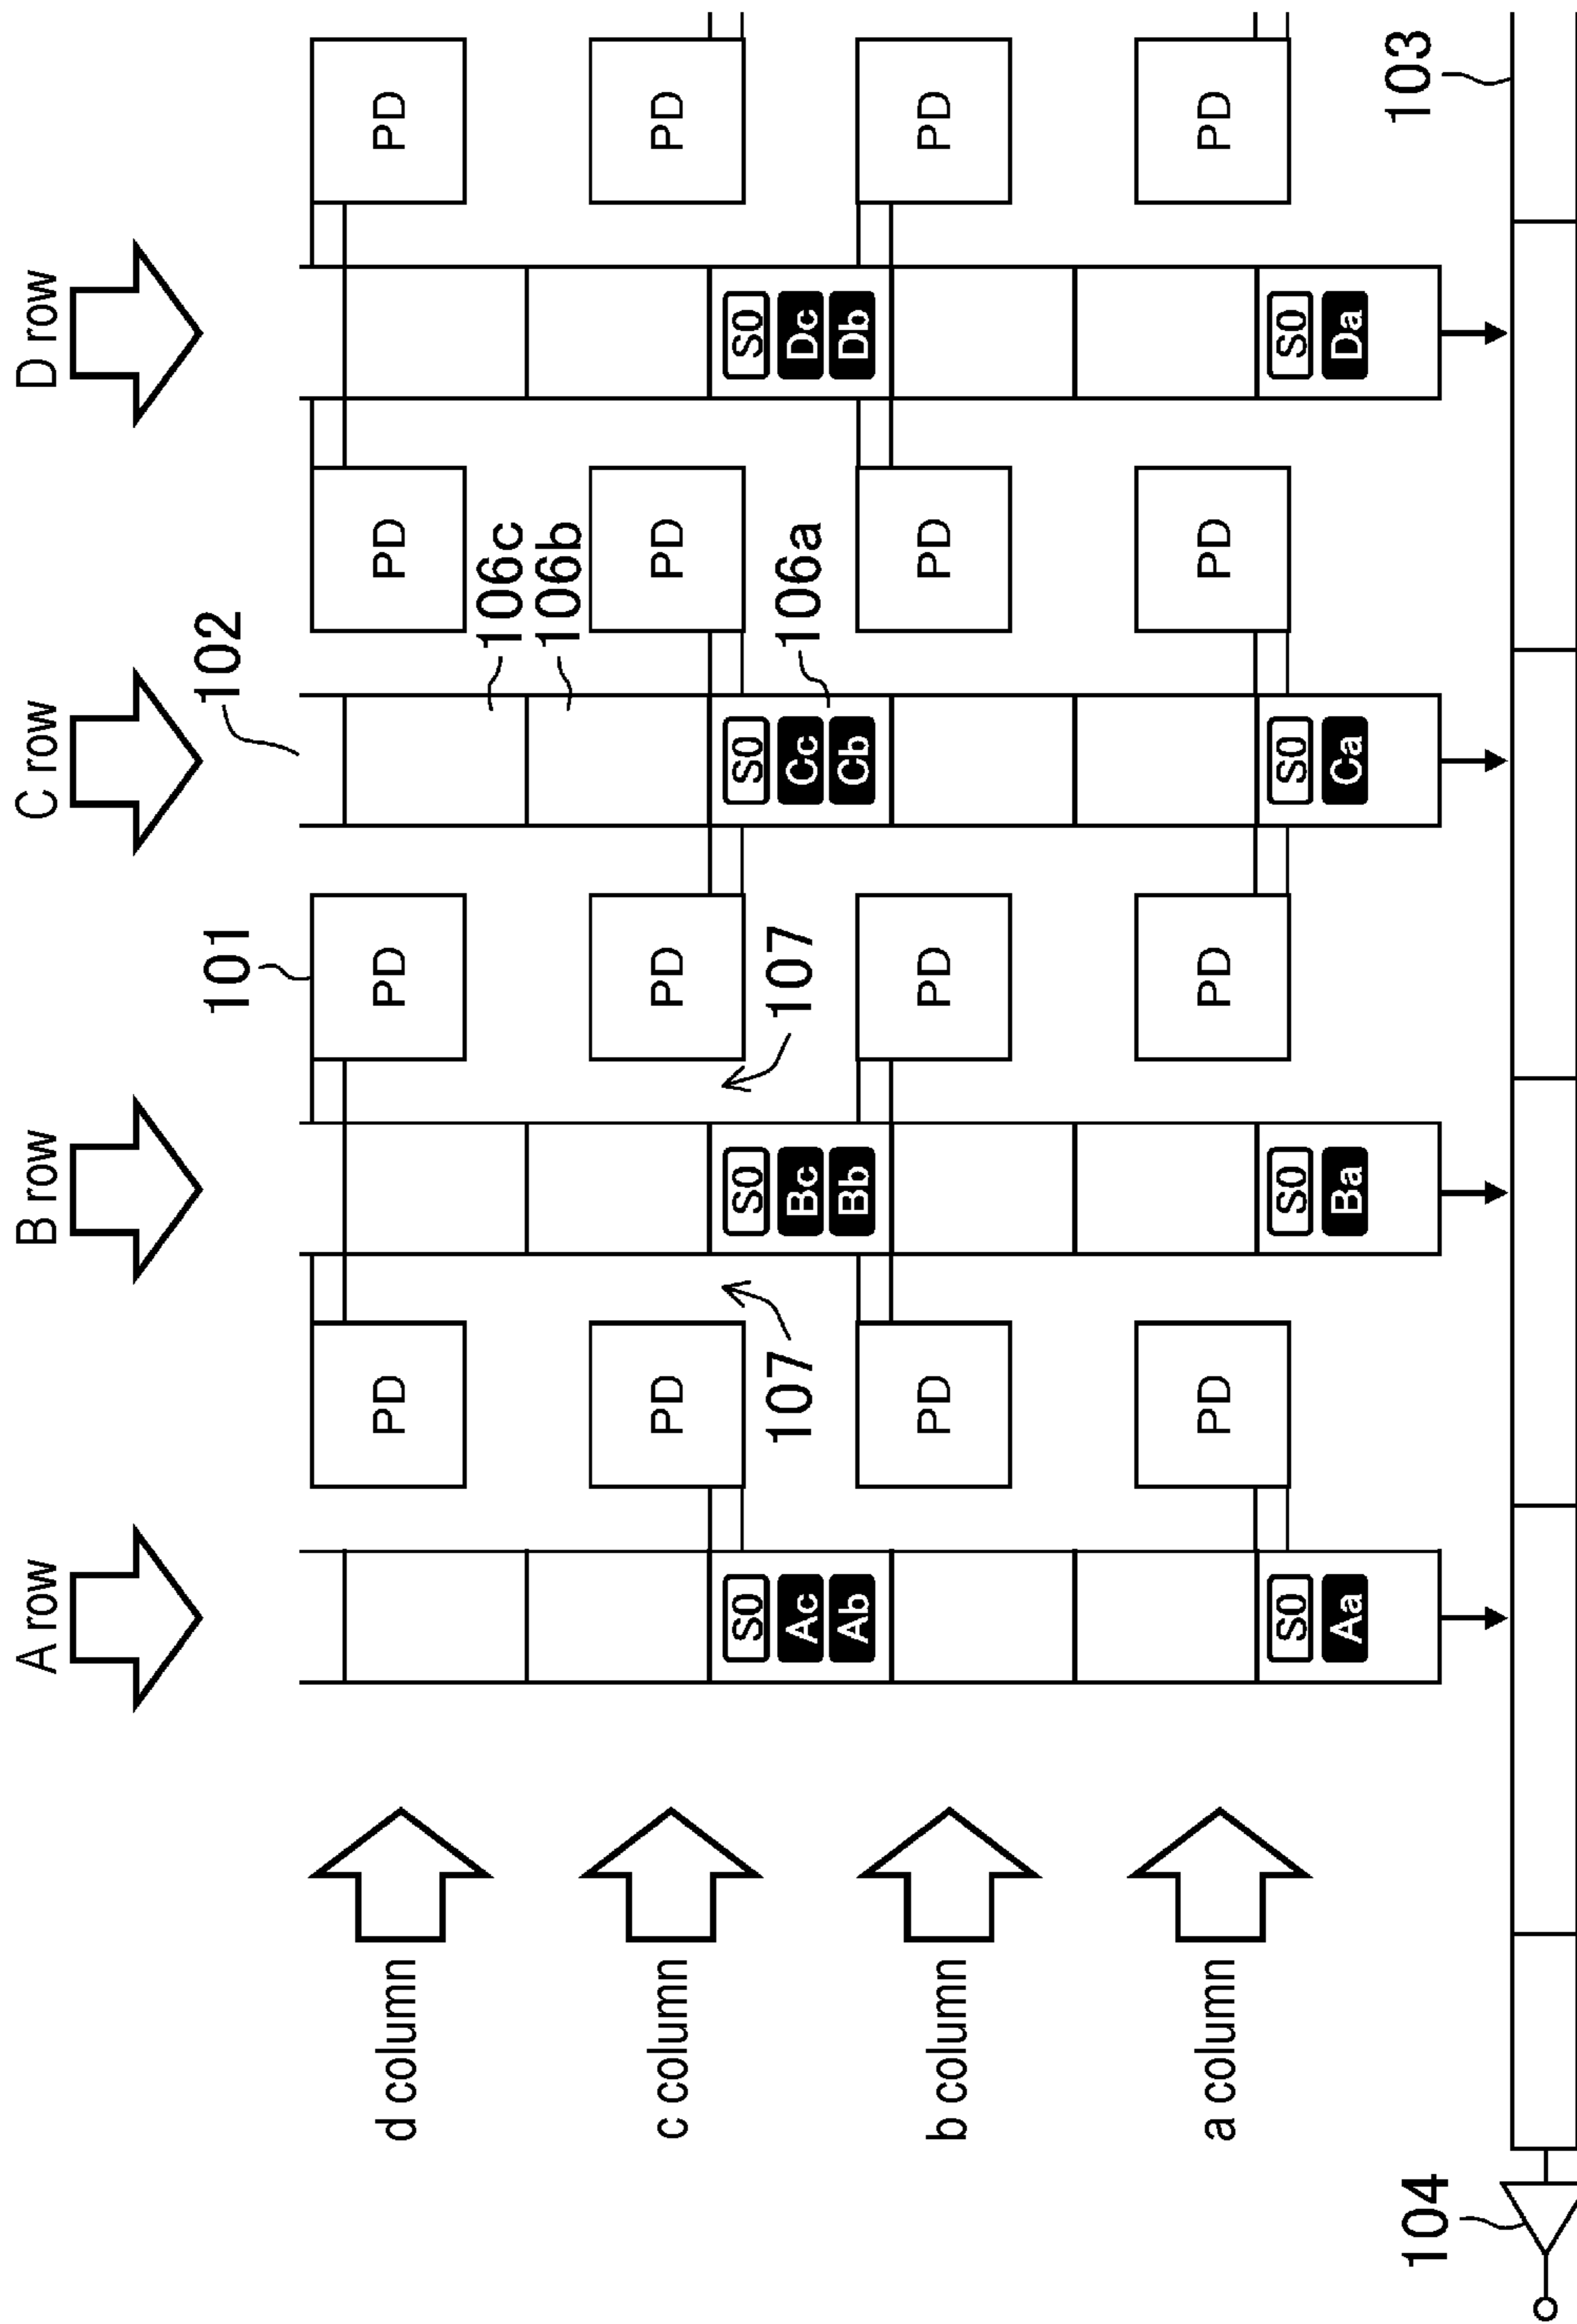 A row
B row
C row
D row
102
101
d column
PD
PD
PD
PD
106c
106b
c column
PD
PD
PD
PD
S0
S0
S0
S0
Ac
107
107
Bc
Cc
106a
Dc
Ab
Bb
Cb
Db
b column
PD
PD
PD
PD
a column
PD
PD
PD
PD
S0
S0
S0
S0
Aa
Ba
Ca
Da
104
103